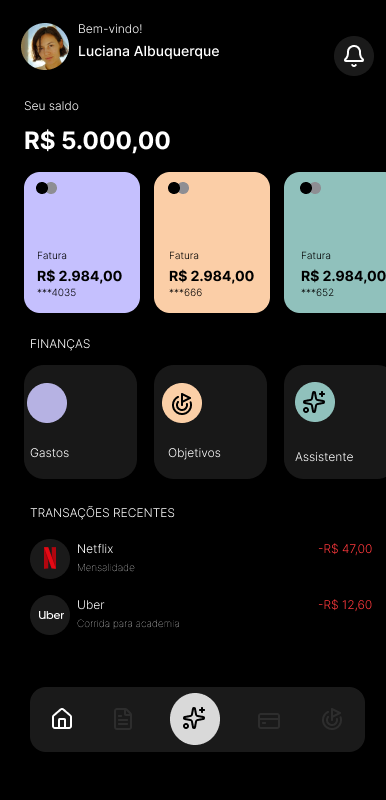 Bem-vindo!
Luciana Albuquerque
Seu saldo
R$ 5.000,00
Fatura
R$ 2.984,00
***4035
Fatura
R$ 2.984,00
***666
Fatura
R$ 2.984,00
***652
FINANÇAS
Gastos
Objetivos
Assistente
TRANSAÇÕES RECENTES
Netflix
-R$ 47,00
Mensalidade
Uber
Uber
-R$ 12,60
Corrida para academia